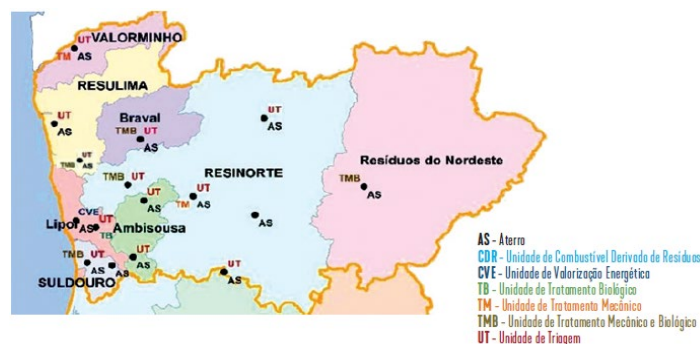 UT
VALORMINHO
TM AS
RESULIMA
UT
AS
Braval
TMB UT
AS
UT
AS
TMB UT
AS
RESINORTE
Resíduos do Nordeste
TMB
AS
TMB UT
UT
AS
UT
TM AS
AS
CVE
Lipor
AS
UT
TB
Ambisousa
UT
AS
TMB UT
AS
AS
SULDOURO
UT
AS
AS - Aterro
CDR - Unidade de Combustível Derivado de Resíduos
CVE - Unidade de Valorização Energética
TB - Unidade de Tratamento Biológico
TM - Unidade de Tratamento Mecânico
TMB - Unidade de Tratamento Mecânico e Biológico
UT - Unidade de Triagem